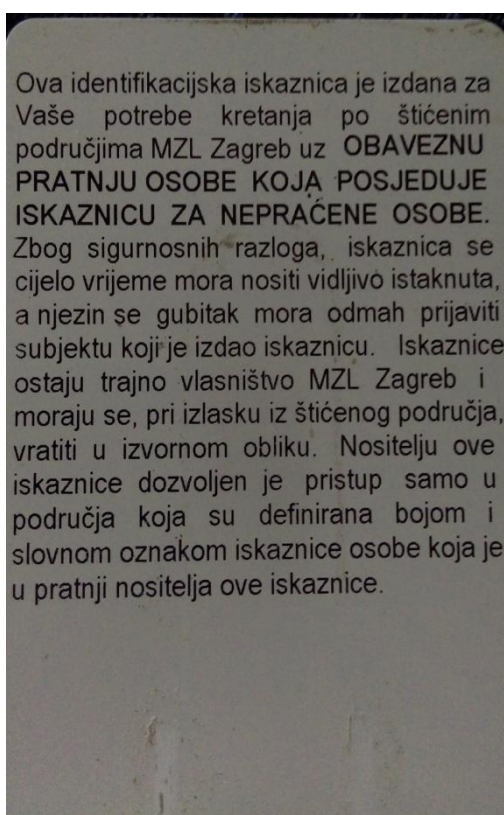 Ova identifikacijska iskaznica je izdana za
Vaše potrebe kretanja po štićenim
područjima MZL Zagreb uz OBAVEZNU
PRATNJU OSOBE KOJA POSJEDUJE
ISKAZNICU ZA NEPRAĆENE OSOBE.
Zbog sigurnosnih razloga, iskaznica se
cijelo vrijeme mora nositi vidljivo istaknuta,
a njezin se gubitak mora odmah prijaviti
subjektu koji je izdao iskaznicu. Iskaznice
ostaju trajno vlasništvo MZL Zagreb i
moraju se, pri izlasku iz štićenog područja,
vratiti u izvornom obliku. Nositelju ove
iskaznice dozvoljen je pristup samo u
područja koja su definirana bojom i
slovnom oznakom iskaznice osobe koja je
u pratnji nositelja ove iskaznice.